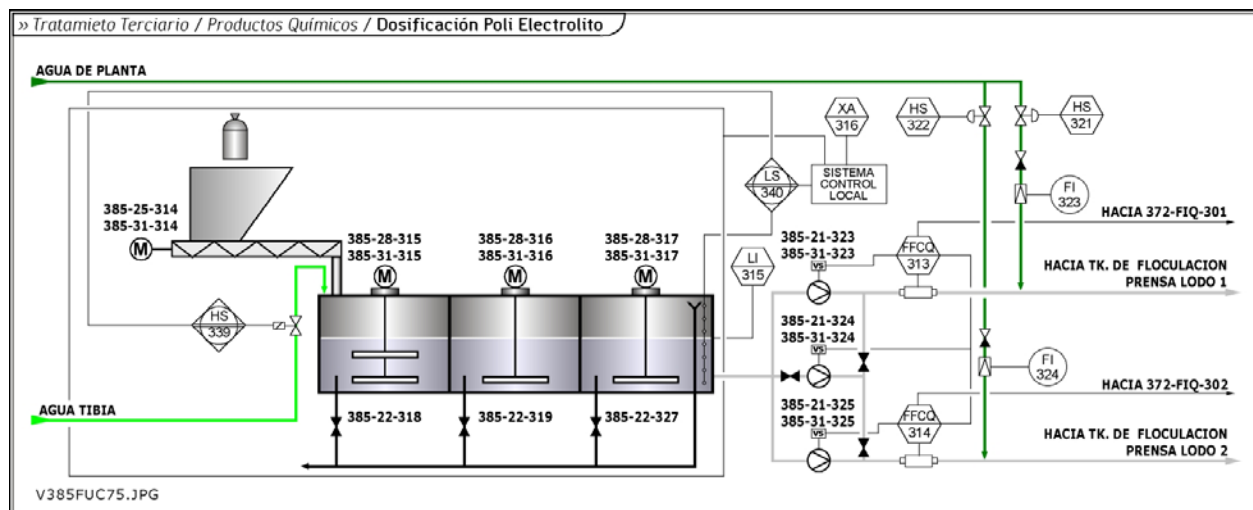 » Tratamieto Terciario / Productos Químicos / Dosificación Poli Electrolito
AGUA DE PLANTA
HS
322
HS
321
XA
316
LS
340
SISTEMA
CONTROL
LOCAL
FI
323
385-25-314
385-31-314
M
385-28-315
385-31-315
M
385-28-316
385-31-316
M
385-28-317
385-31-317
M
LI
315
385-21-323
385-31-323
VS
FFCQ
313
HACIA 372-FIQ-301
HACIA TK. DE FLOCULACION
PRENSA LODO 1
HS
339
385-21-324
385-31-324
VS
FI
324
385-21-325
385-31-325
VS
FFCQ
314
HACIA 372-FIQ-302
HACIA TK. DE FLOCULACION
PRENSA LODO 2
AGUA TIBIA
385-22-318
385-22-319
385-22-327
V385FUC75.JPG